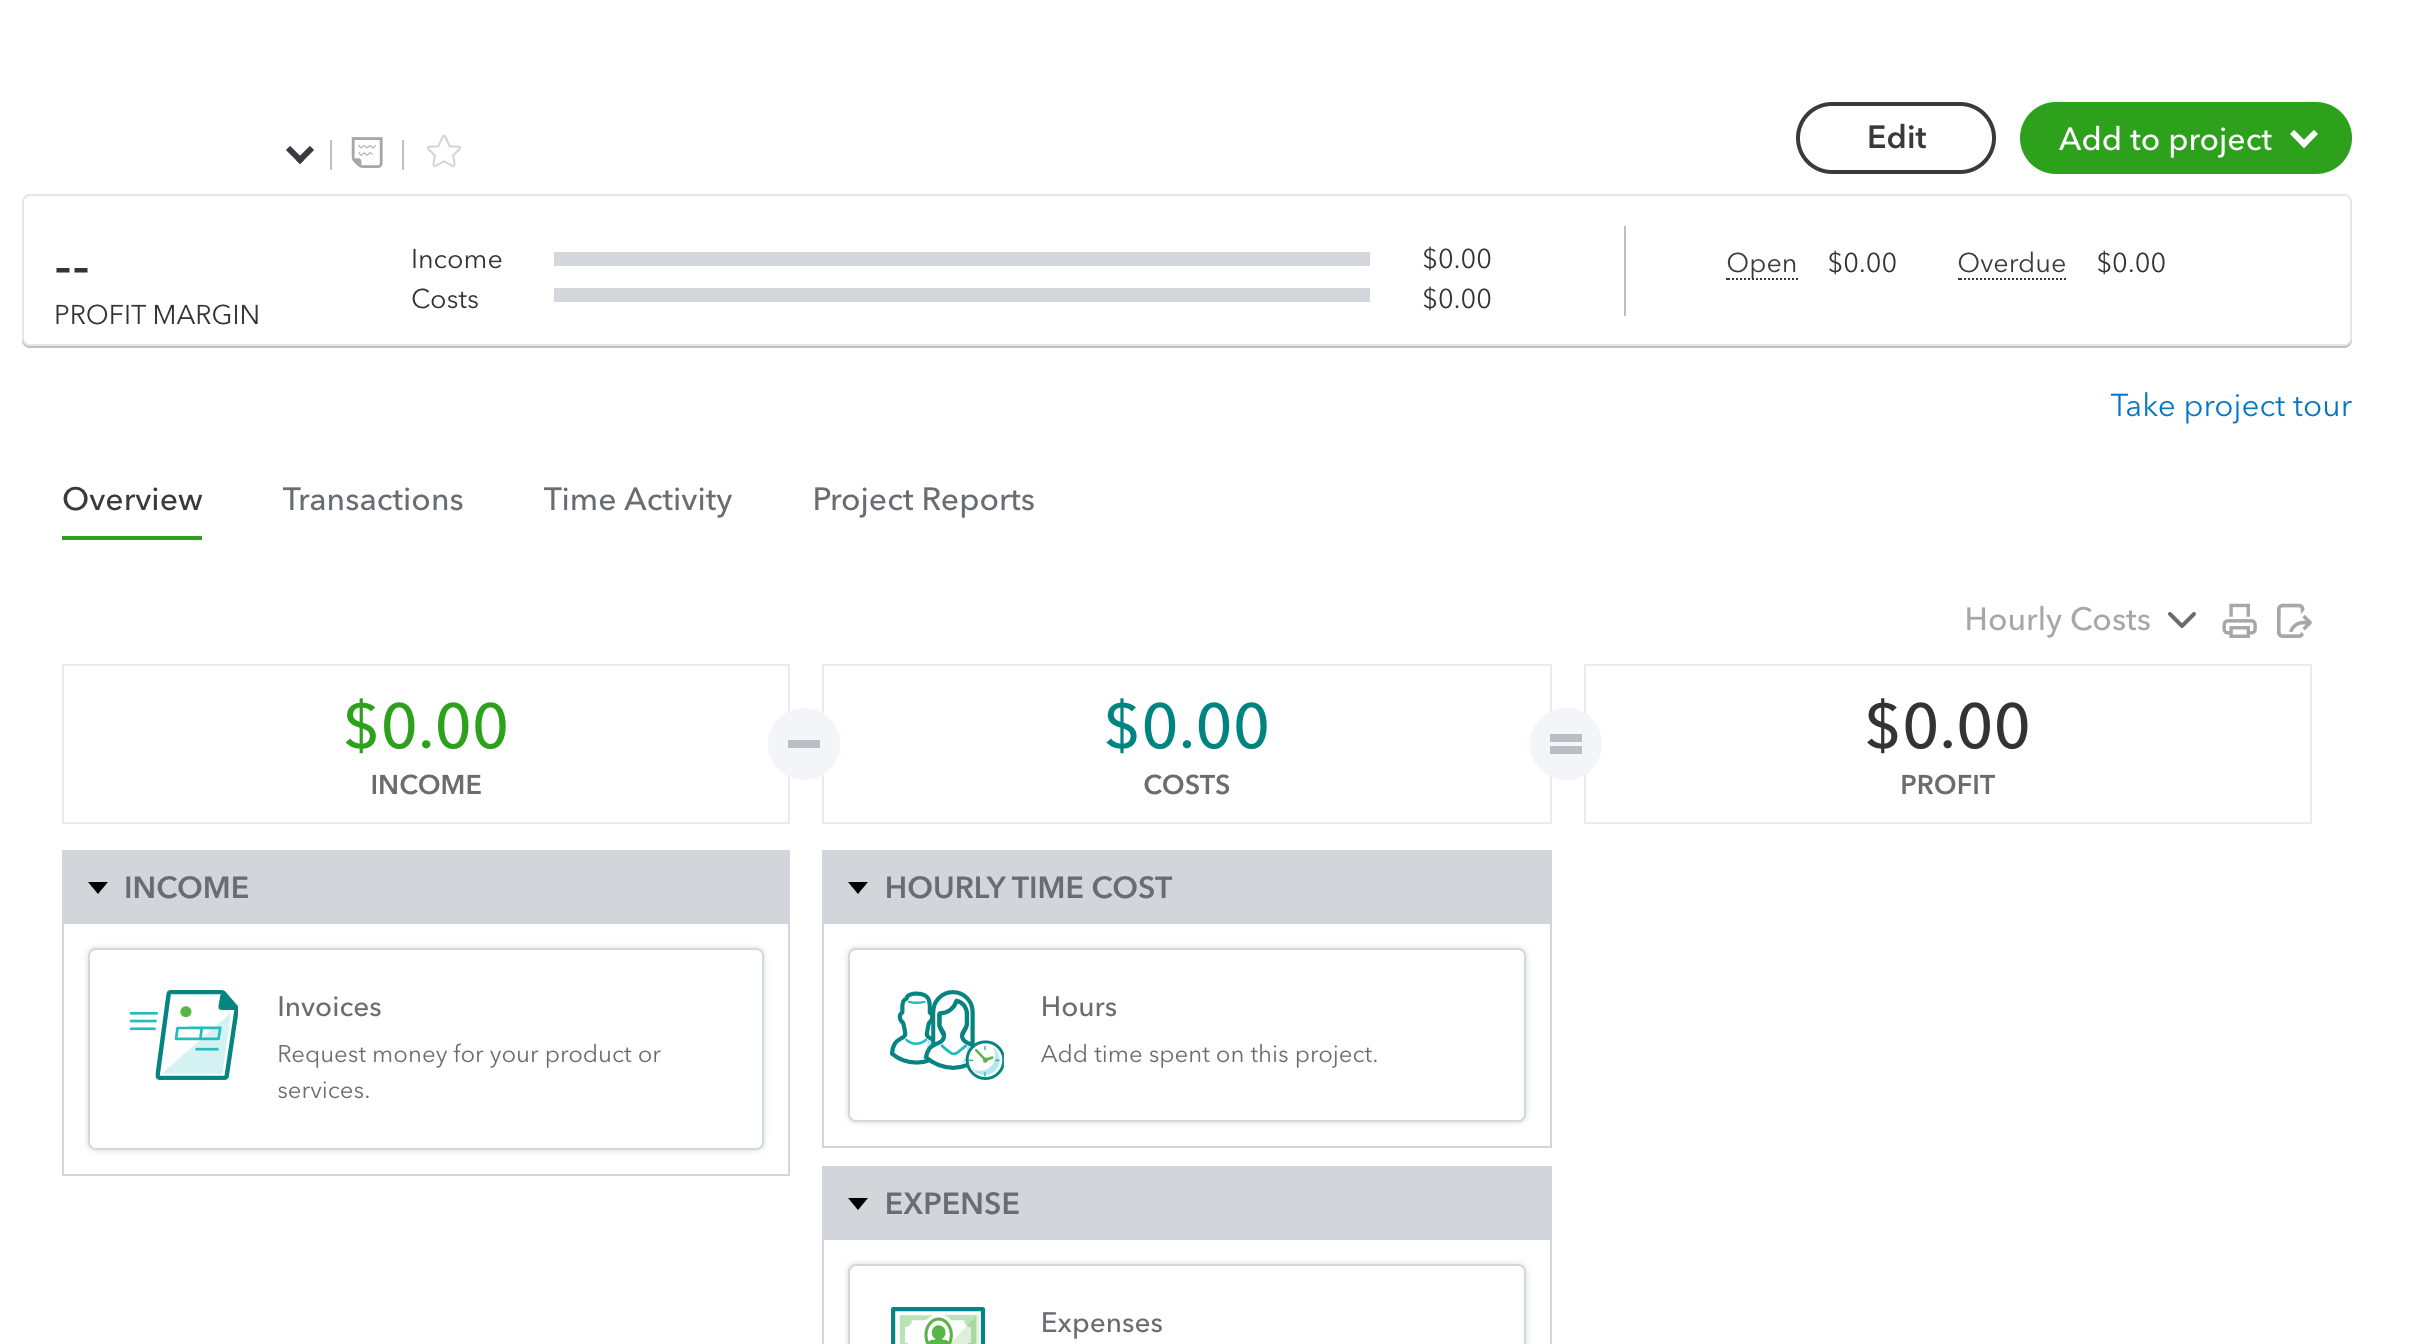 Edit
Add to project
--
PROFIT MARGIN
Income $0.00
Costs $0.00
Open $0.00 Overdue $0.00
Take project tour
Overview Transactions Time Activity Project Reports
Hourly Costs
$0.00
INCOME
$0.00
COSTS
$0.00
PROFIT
INCOME
Invoices
Request money for your product or
services.
HOURLY TIME COST
Hours
Add time spent on this project.
EXPENSE
Expenses